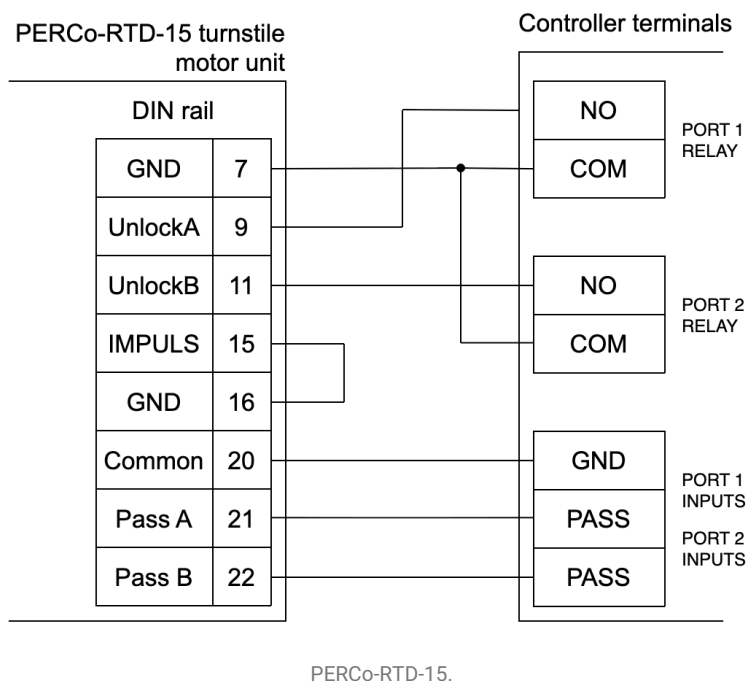 PERCo-RTD-15 turnstile
motor unit
Controller terminals
DIN rail
GND 7
UnlockA 9
UnlockB 11
IMPULS 15
GND 16
Common 20
Pass A 21
Pass B 22
NO
COM
PORT 1
RELAY
NO
COM
PORT 2
RELAY
GND
PASS
PASS
PORT 1
INPUTS
PORT 2
INPUTS
PERCo-RTD-15.